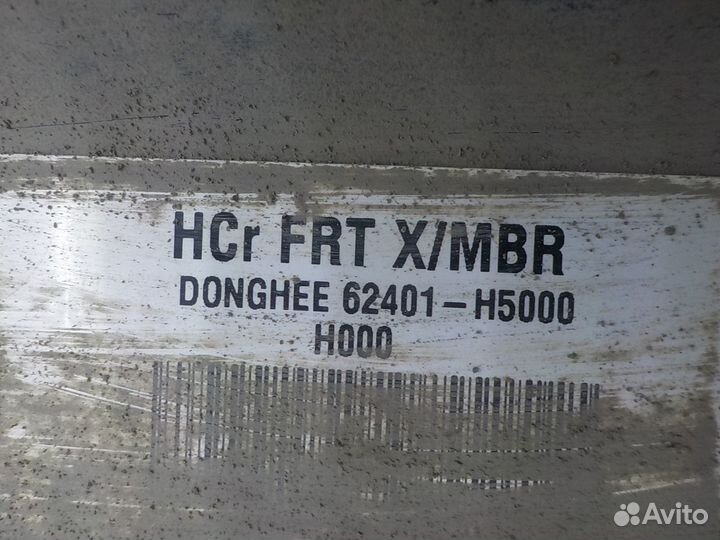 HCr FRT X/MBR
DONGHEE 62401-H5000
H000
Avito